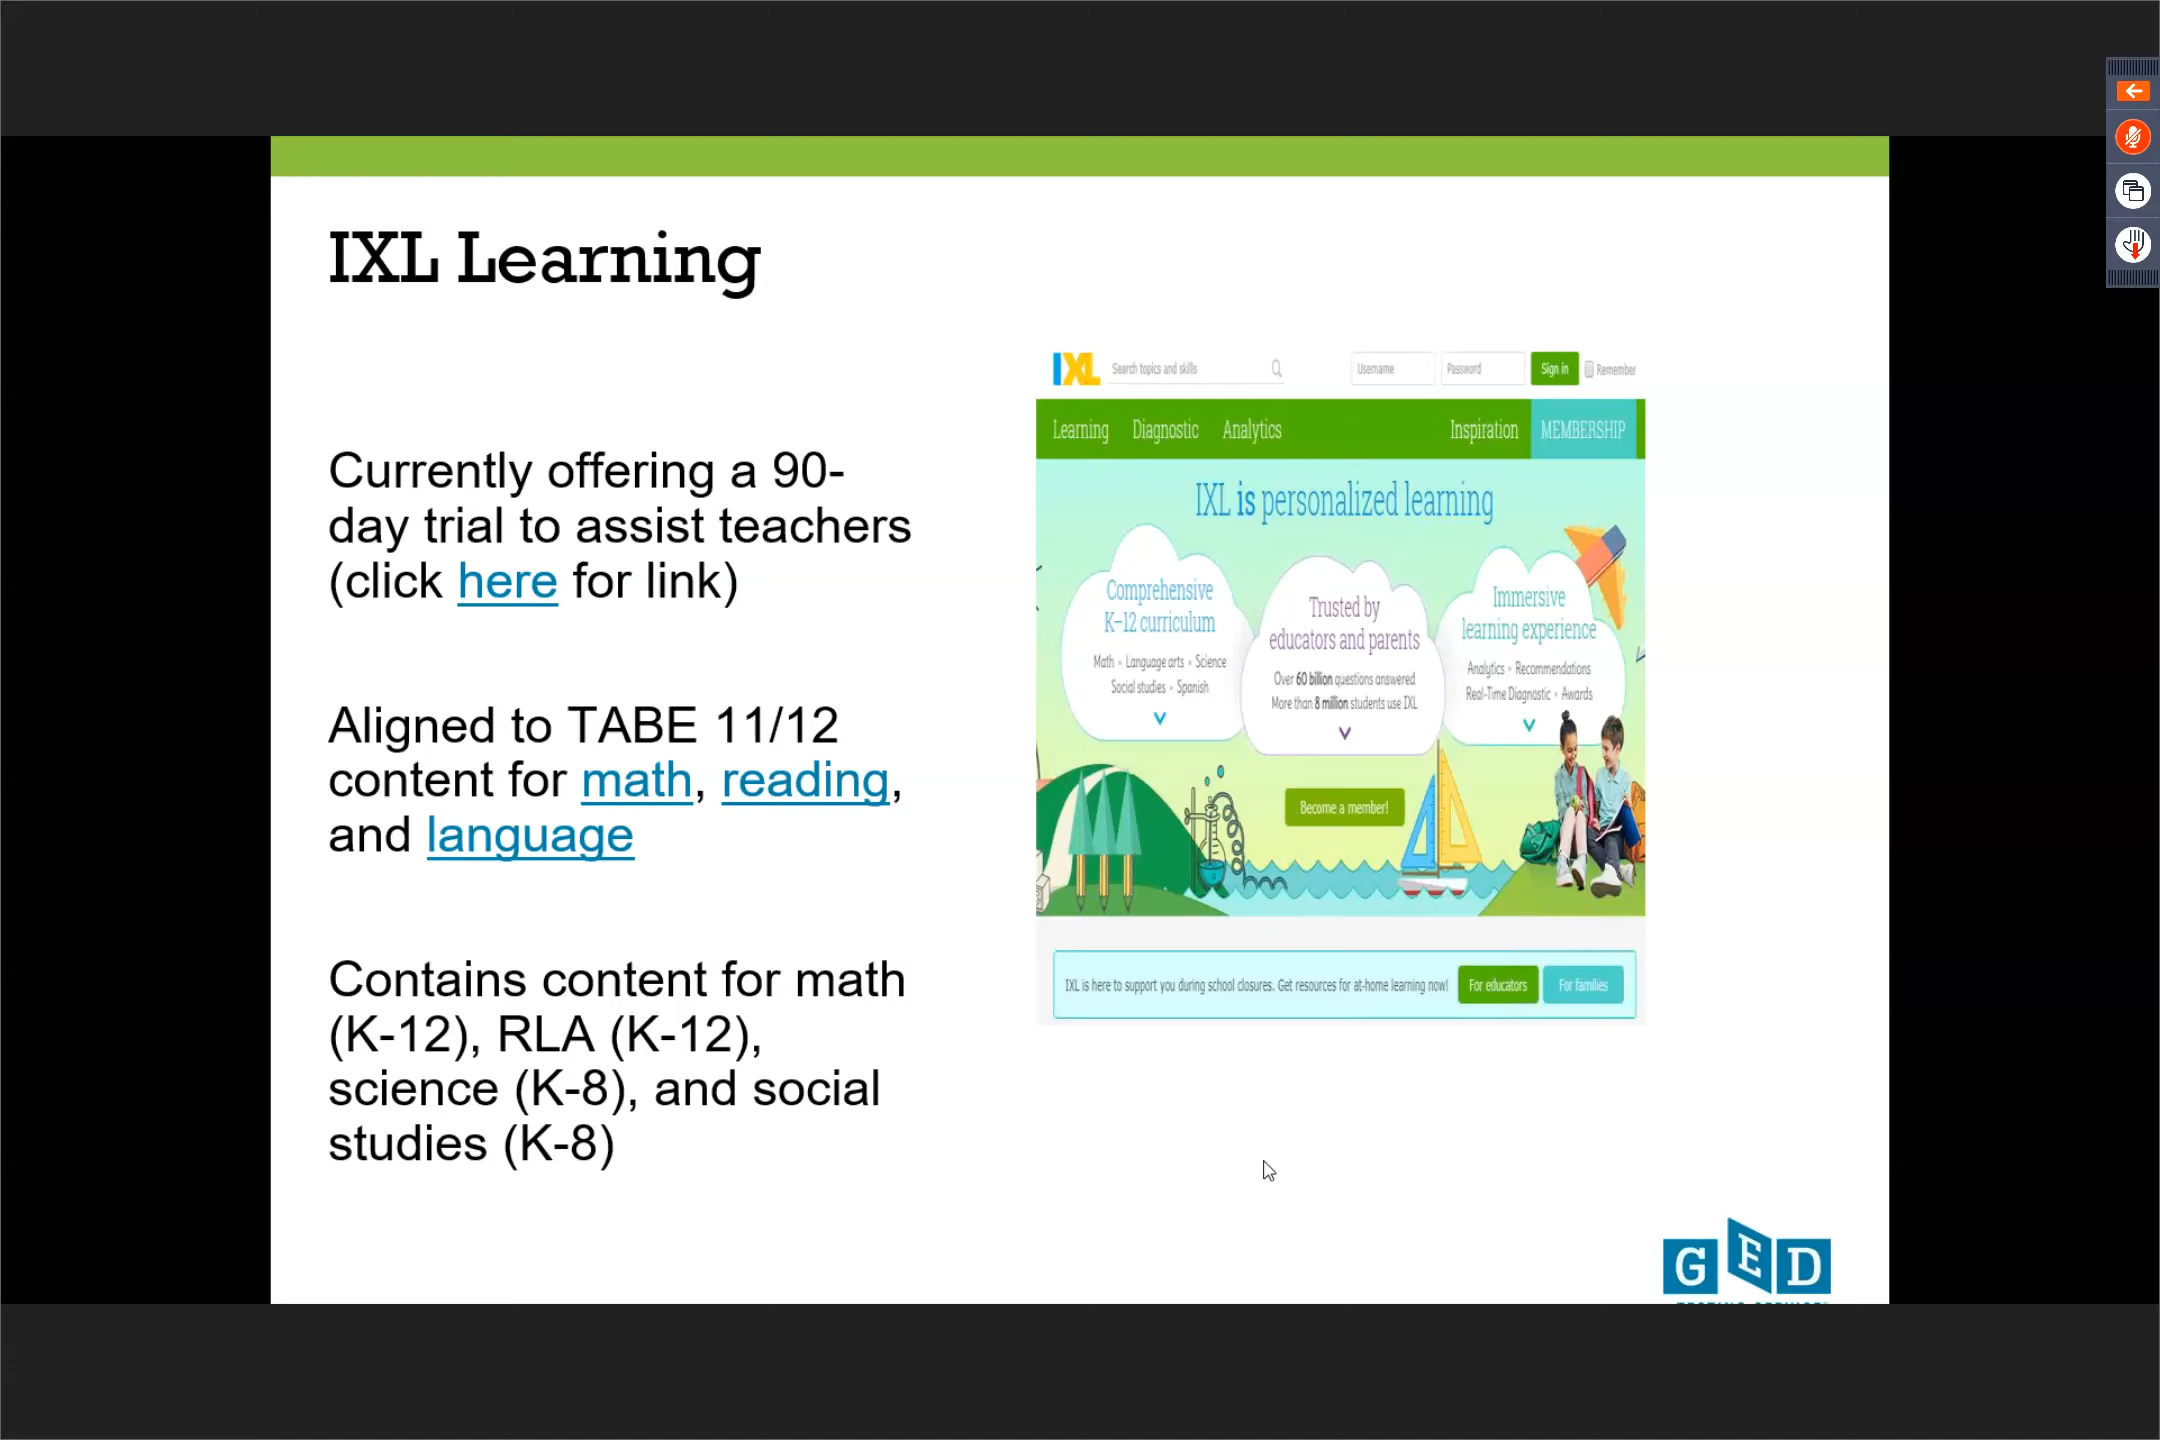 IXL Learning
Currently offering a 90-
day trial to assist teachers
(click here for link)
Aligned to TABE 11/12
content for math, reading,
and language
Contains content for math
(K-12), RLA (K-12),
science (K-8), and social
studies (K-8)
IXL Search topics and skills Username Password Sign in Remember
Learning Diagnostic Analytics Inspiration MEMBERSHIP
IXL is personalized learning
Comprehensive
K-12 curriculum
Math • Language arts • Science
Social studies • Spanish
Trusted by
educators and parents
Over 60 billion questions answered
More than 8 million students use IXL
Immersive
learning experience
Analytics • Recommendations
Real-Time Diagnostic • Awards
Become a member!
IXL is here to support you during school closures. Get resources for at-home learning now! For educators For families
GED